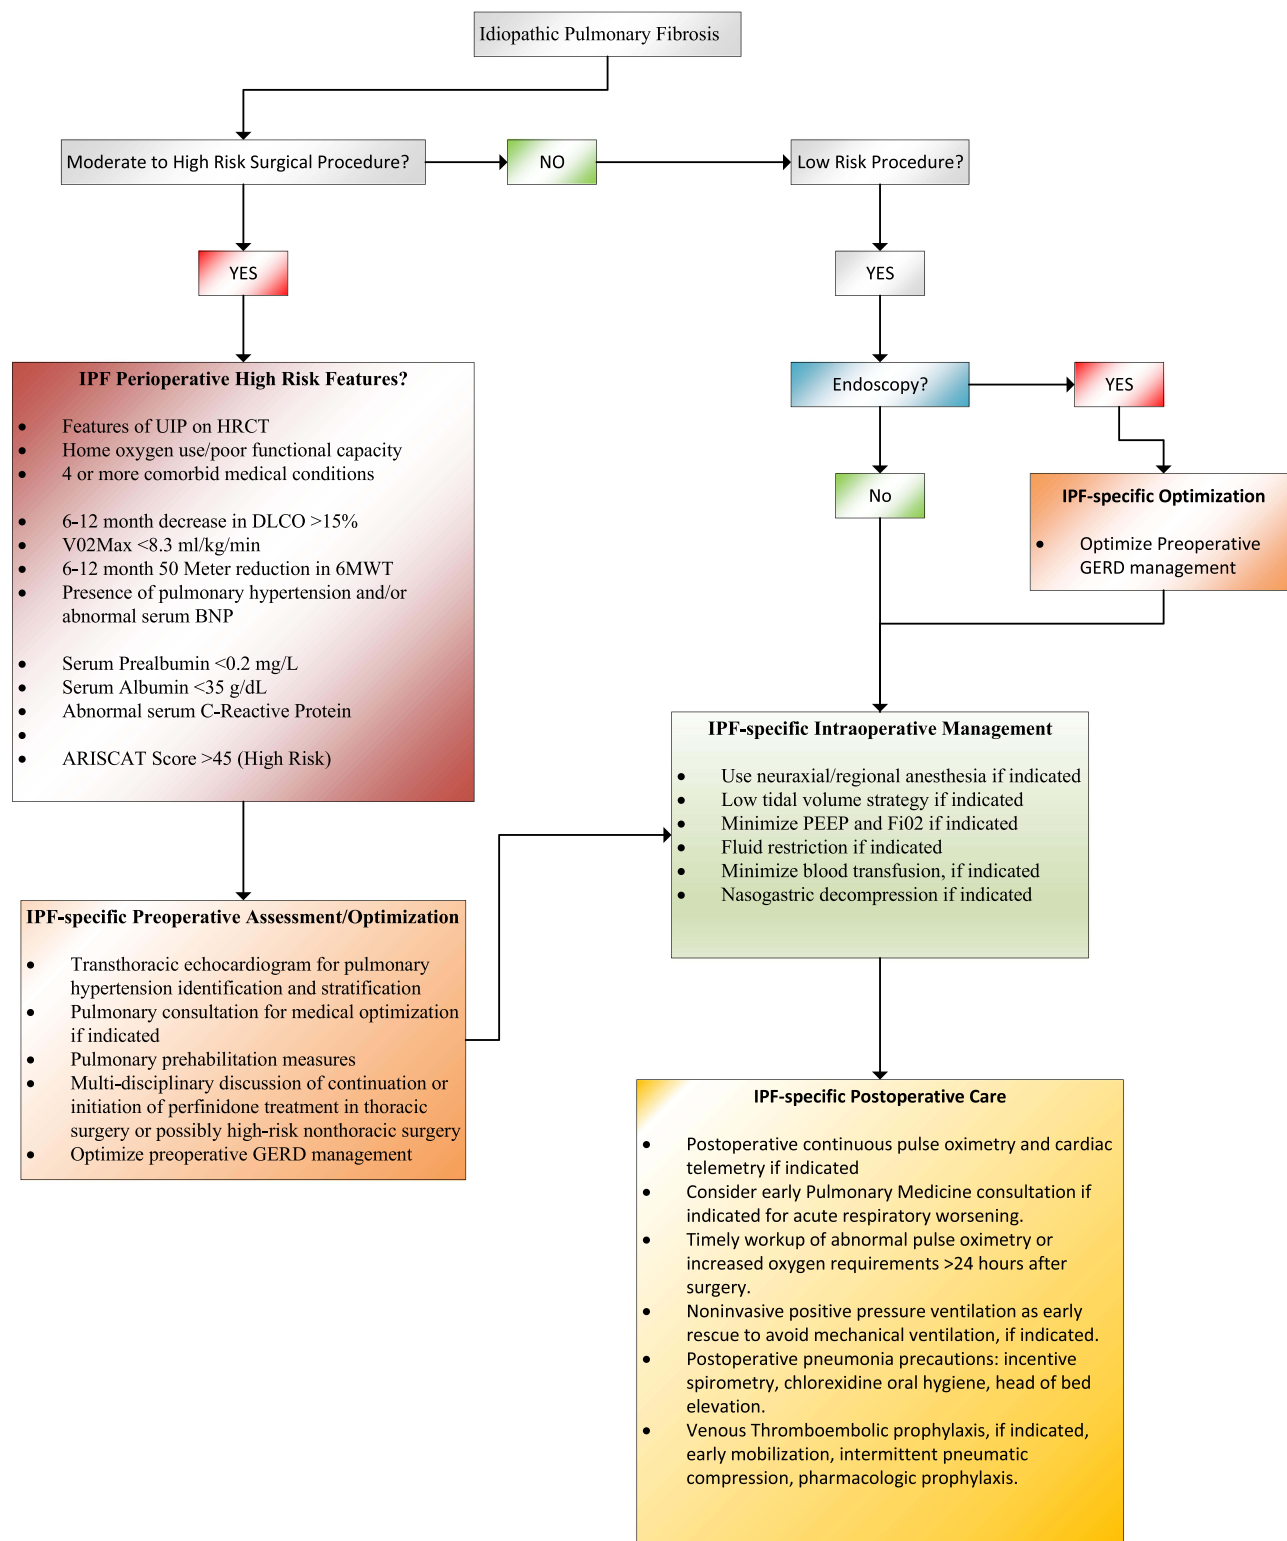 Idiopathic Pulmonary Fibrosis
Moderate to High Risk Surgical Procedure?
NO
Low Risk Procedure?
YES
YES
IPF Perioperative High Risk Features?
• Features of UIP on HRCT
• Home oxygen use/poor functional capacity
• 4 or more comorbid medical conditions
• 6-12 month decrease in DLCO >15%
• V02Max <8.3 ml/kg/min
• 6-12 month 50 Meter reduction in 6MWT
• Presence of pulmonary hypertension and/or
abnormal serum BNP
• Serum Prealbumin <0.2 mg/L
• Serum Albumin <35 g/dL
• Abnormal serum C-Reactive Protein
•
• ARISCAT Score >45 (High Risk)
Endoscopy?
YES
No
IPF-specific Optimization
• Optimize Preoperative
GERD management
IPF-specific Preoperative Assessment/Optimization
• Transthoracic echocardiogram for pulmonary
hypertension identification and stratification
• Pulmonary consultation for medical optimization
if indicated
• Pulmonary prehabilitation measures
• Multi-disciplinary discussion of continuation or
initiation of perfinidone treatment in thoracic
surgery or possibly high-risk nonthoracic surgery
• Optimize preoperative GERD management
IPF-specific Intraoperative Management
• Use neuraxial/regional anesthesia if indicated
• Low tidal volume strategy if indicated
• Minimize PEEP and Fi02 if indicated
• Fluid restriction if indicated
• Minimize blood transfusion, if indicated
• Nasogastric decompression if indicated
IPF-specific Postoperative Care
• Postoperative continuous pulse oximetry and cardiac
telemetry if indicated
• Consider early Pulmonary Medicine consultation if
indicated for acute respiratory worsening.
• Timely workup of abnormal pulse oximetry or
increased oxygen requirements >24 hours after
surgery.
• Noninvasive positive pressure ventilation as early
rescue to avoid mechanical ventilation, if indicated.
• Postoperative pneumonia precautions: incentive
spirometry, chlorexidine oral hygiene, head of bed
elevation.
• Venous Thromboembolic prophylaxis, if indicated,
early mobilization, intermittent pneumatic
compression, pharmacologic prophylaxis.